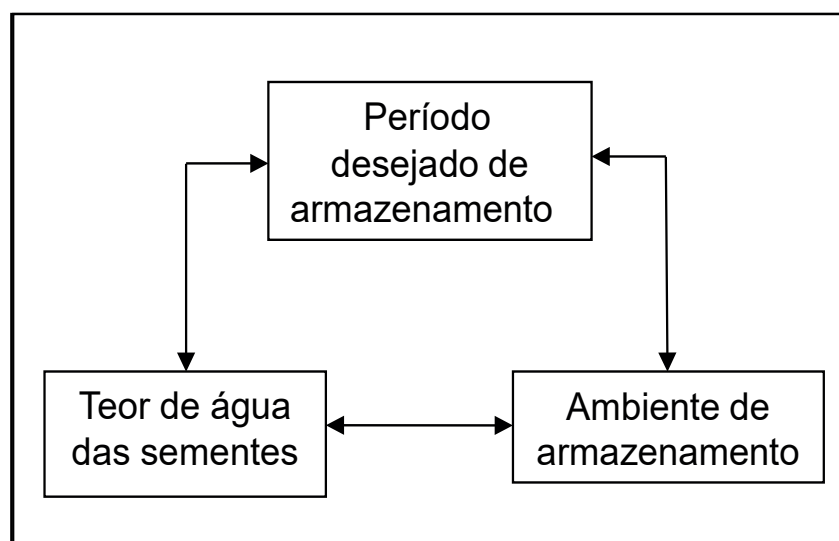 Período
desejado de
armazenamento
Teor de água
das sementes
Ambiente de
armazenamento